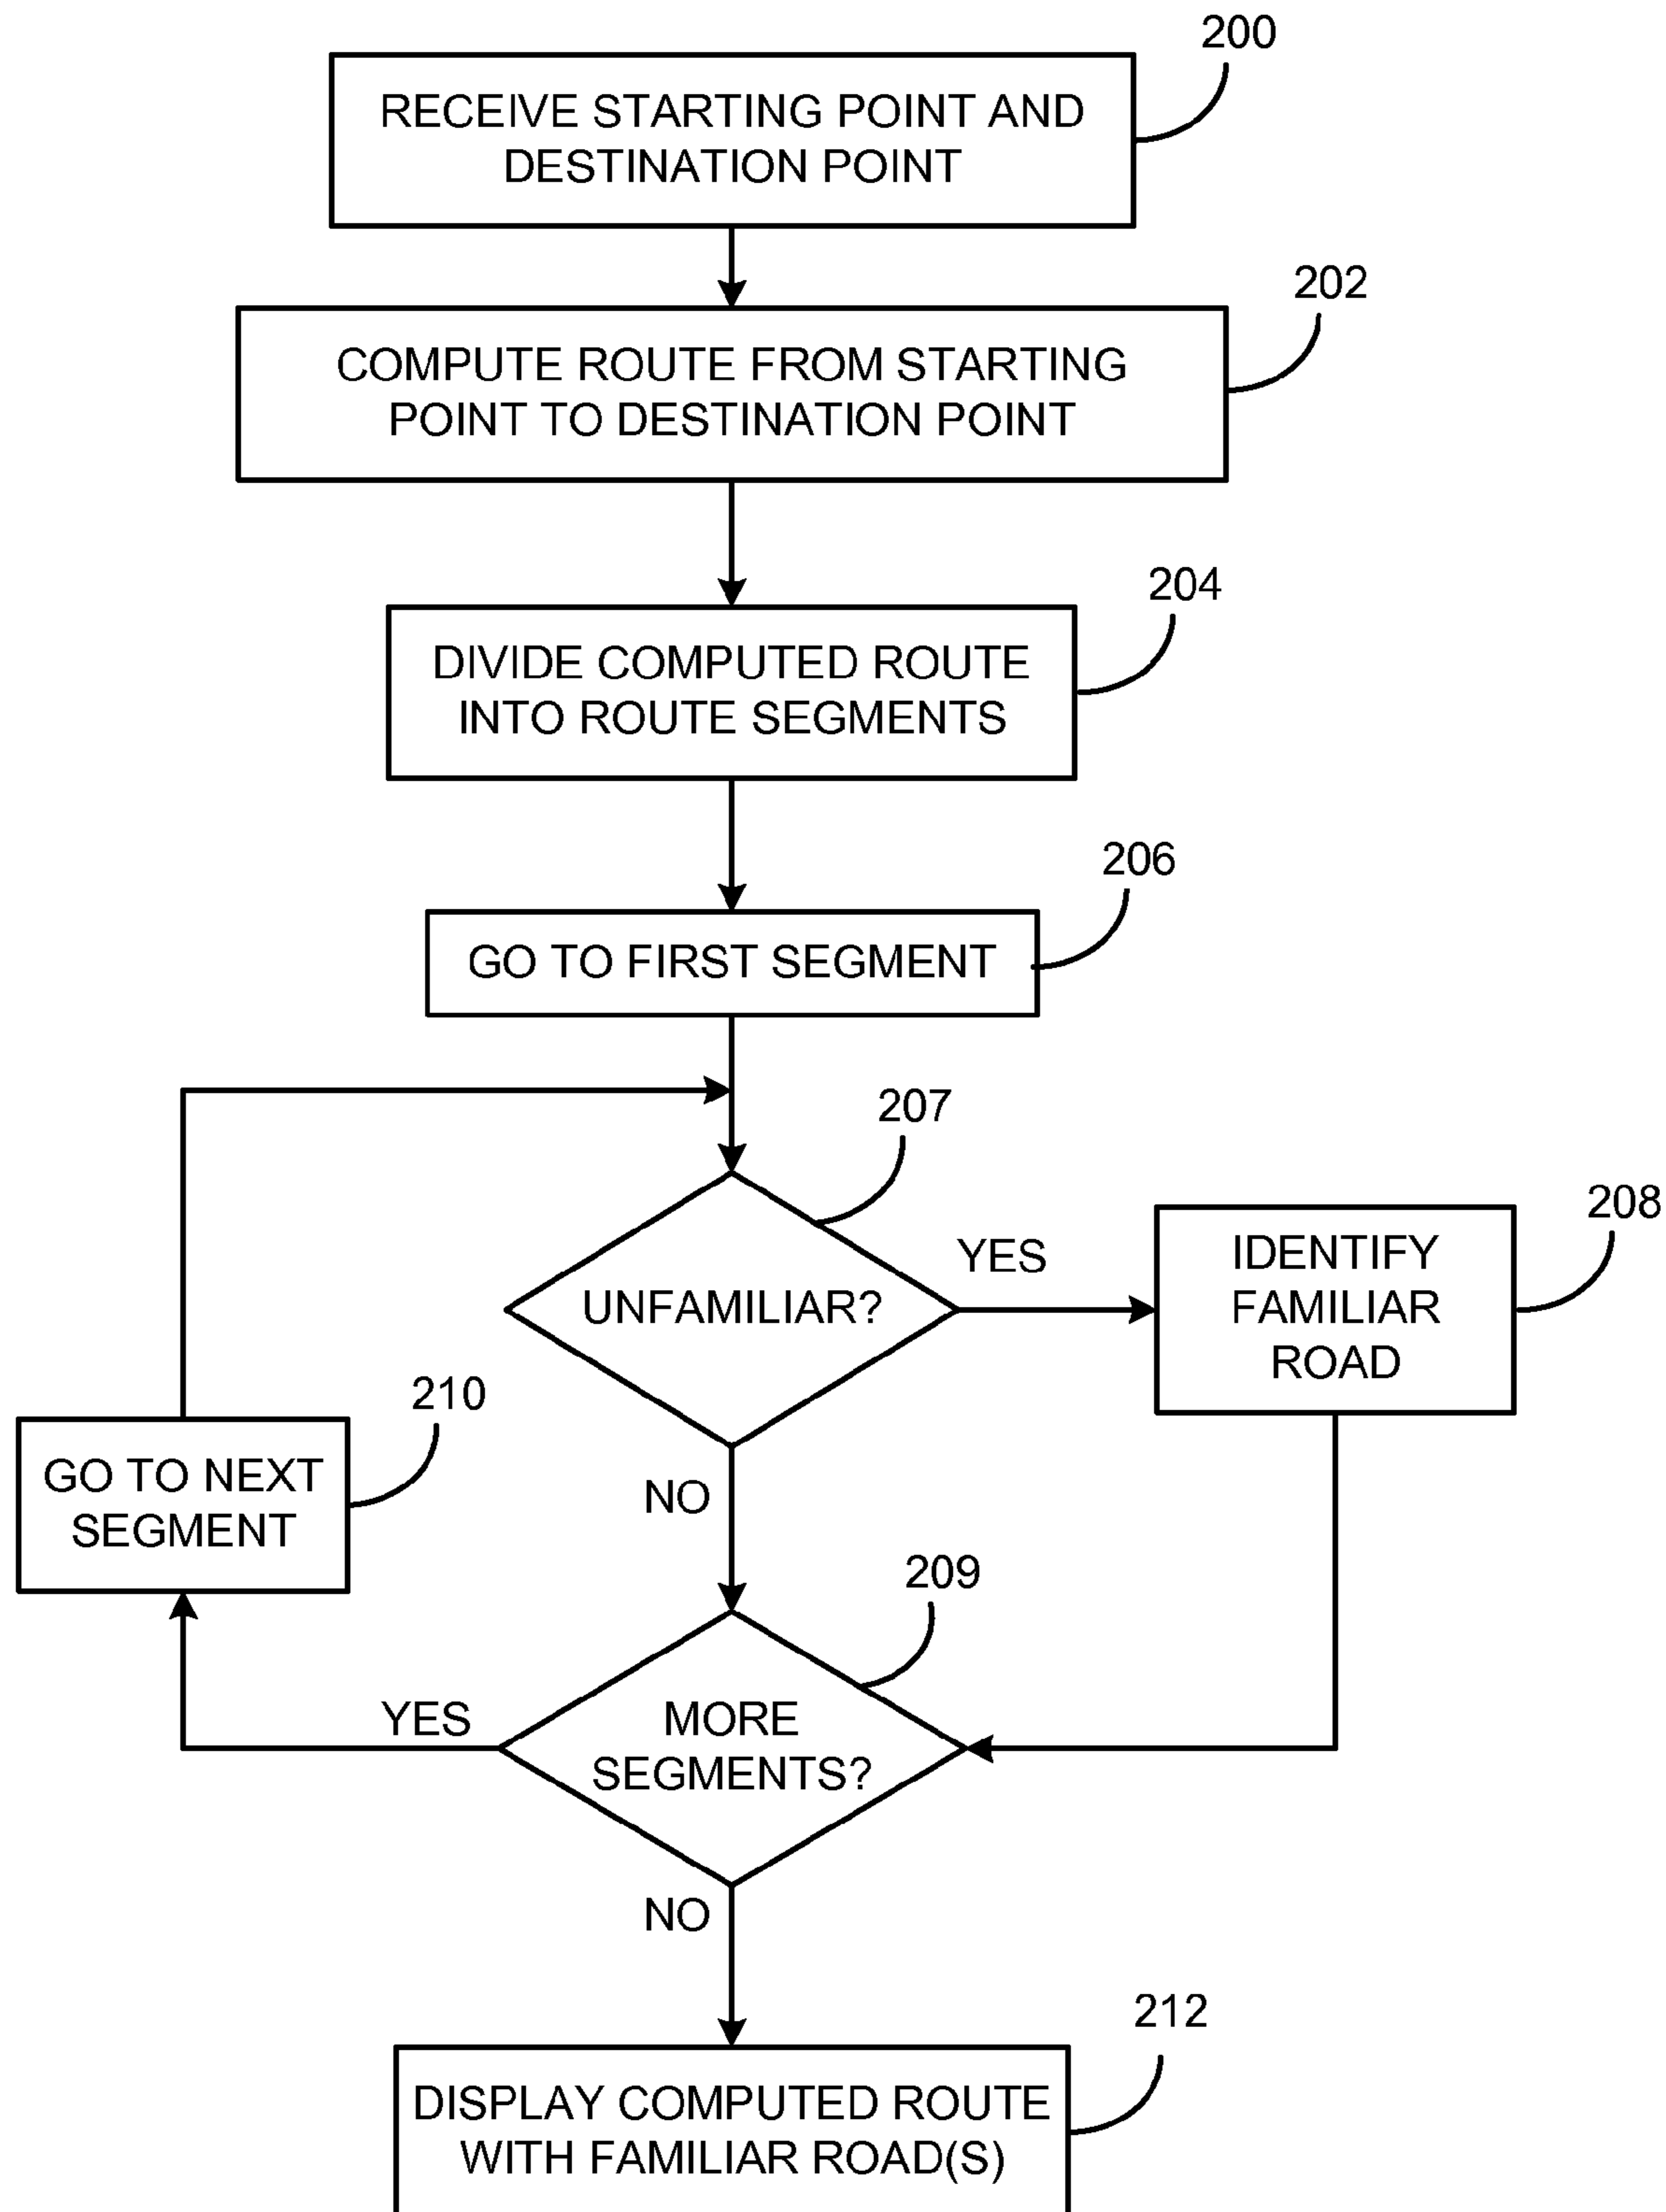 200
RECEIVE STARTING POINT AND
DESTINATION POINT
202
COMPUTE ROUTE FROM STARTING
POINT TO DESTINATION POINT
204
DIVIDE COMPUTED ROUTE
INTO ROUTE SEGMENTS
206
GO TO FIRST SEGMENT
207
UNFAMILIAR?
YES
208
IDENTIFY
FAMILIAR
ROAD
210
GO TO NEXT
SEGMENT
NO
209
MORE
SEGMENTS?
YES
NO
212
DISPLAY COMPUTED ROUTE
WITH FAMILIAR ROAD(S)